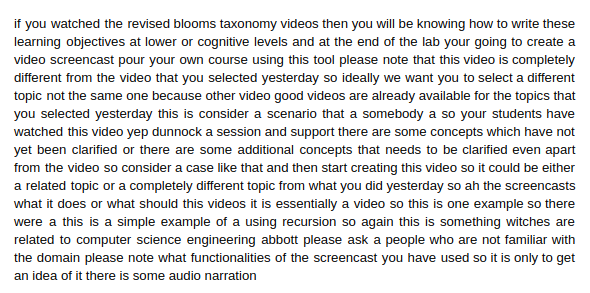 if you watched the revised blooms taxonomy videos then you will be knowing how to write these
learning objectives at lower or cognitive levels and at the end of the lab your going to create a
video screencast pour your own course using this tool please note that this video is completely
different from the video that you selected yesterday so ideally we want you to select a different
topic not the same one because other video good videos are already available for the topics that
you selected yesterday this is consider a scenario that a somebody a so your students have
watched this video yep dunnock a session and support there are some concepts which have not
yet been clarified or there are some additional concepts that needs to be clarified even apart
from the video so consider a case like that and then start creating this video so it could be either
a related topic or a completely different topic from what you did yesterday so ah the screencasts
what it does or what should this videos it is essentially a video so this is one example so there
were a this is a simple example of a using recursion so again this is something witches are
related to computer science engineering abbott please ask a people who are not familiar with
the domain please note what functionalities of the screencast you have used so it is only to get
an idea of it there is some audio narration